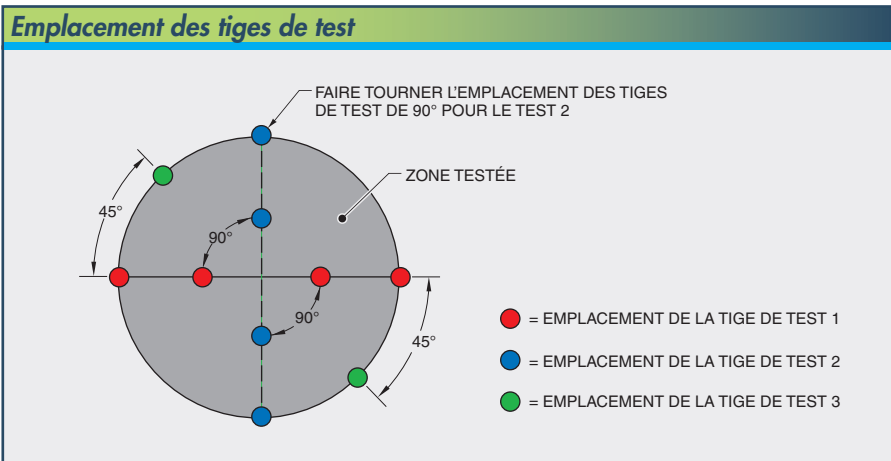 Emplacement des tiges de test
FAIRE TOURNER L'EMPLACEMENT DES TIGES
DE TEST DE 90° POUR LE TEST 2
ZONE TESTÉE
45°
90°
90°
45°
= EMPLACEMENT DE LA TIGE DE TEST 1
= EMPLACEMENT DE LA TIGE DE TEST 2
= EMPLACEMENT DE LA TIGE DE TEST 3